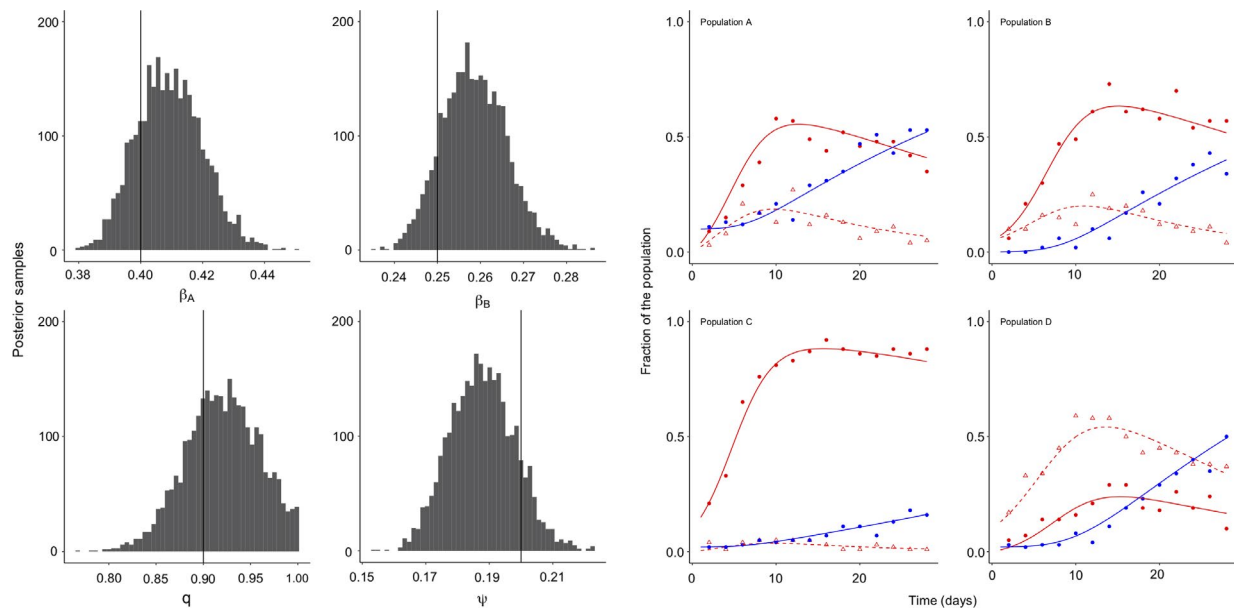 Posterior samples
200
100
0
0.38 0.40 0.42 0.44
βA
200
100
0
0.24 0.25 0.26 0.28
βB
200
100
0
0.80 0.85 0.90 0.95 1.00
q
200
100
0
0.15 0.17 0.19 0.21
ψ
Fraction of the population
Population A
1.0
0.5
0.0
0 10 20
Population B
1.0
0.5
0.0
0 10 20
Population C
1.0
0.5
0.0
0 10 20
Population D
1.0
0.5
0.0
0 10 20
Time (days)